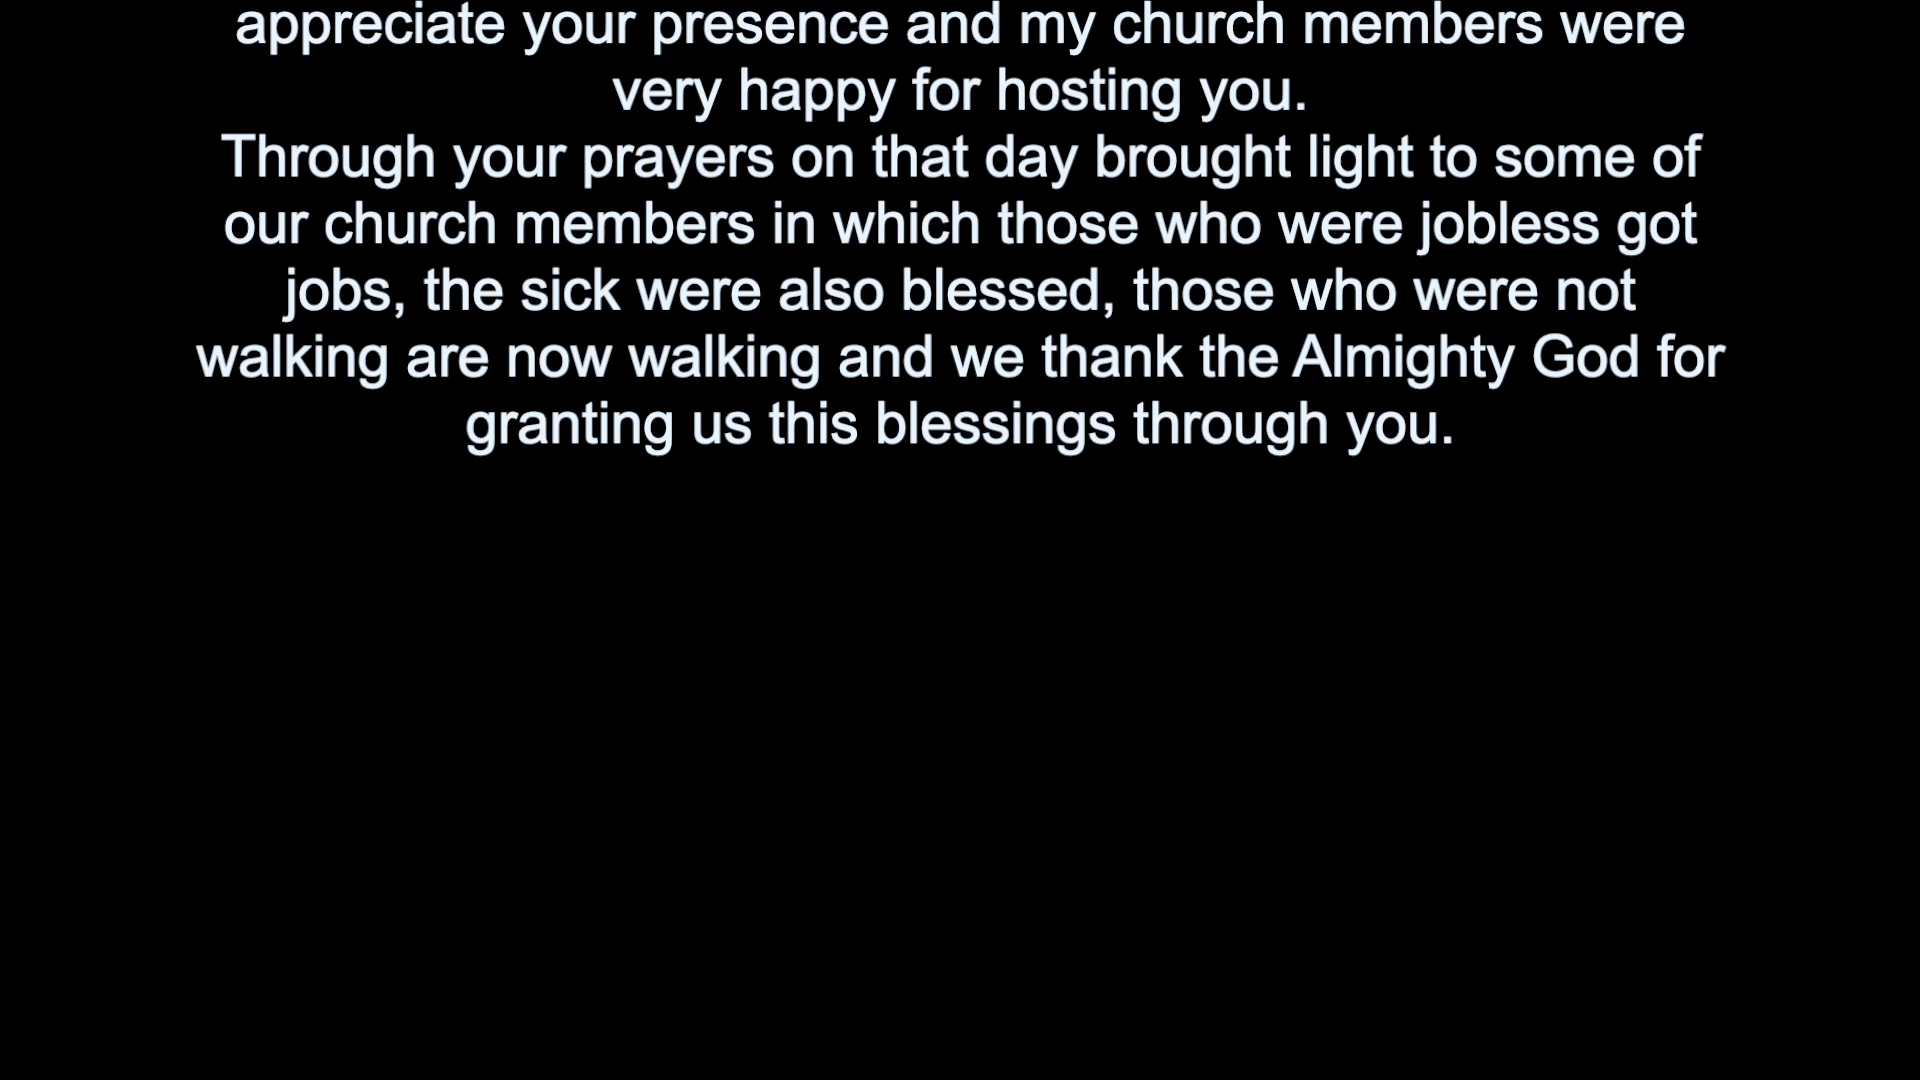 appreciate your presence and my church members were
very happy for hosting you.
Through your prayers on that day brought light to some of
our church members in which those who were jobless got
jobs, the sick were also blessed, those who were not
walking are now walking and we thank the Almighty God for
granting us this blessings through you.